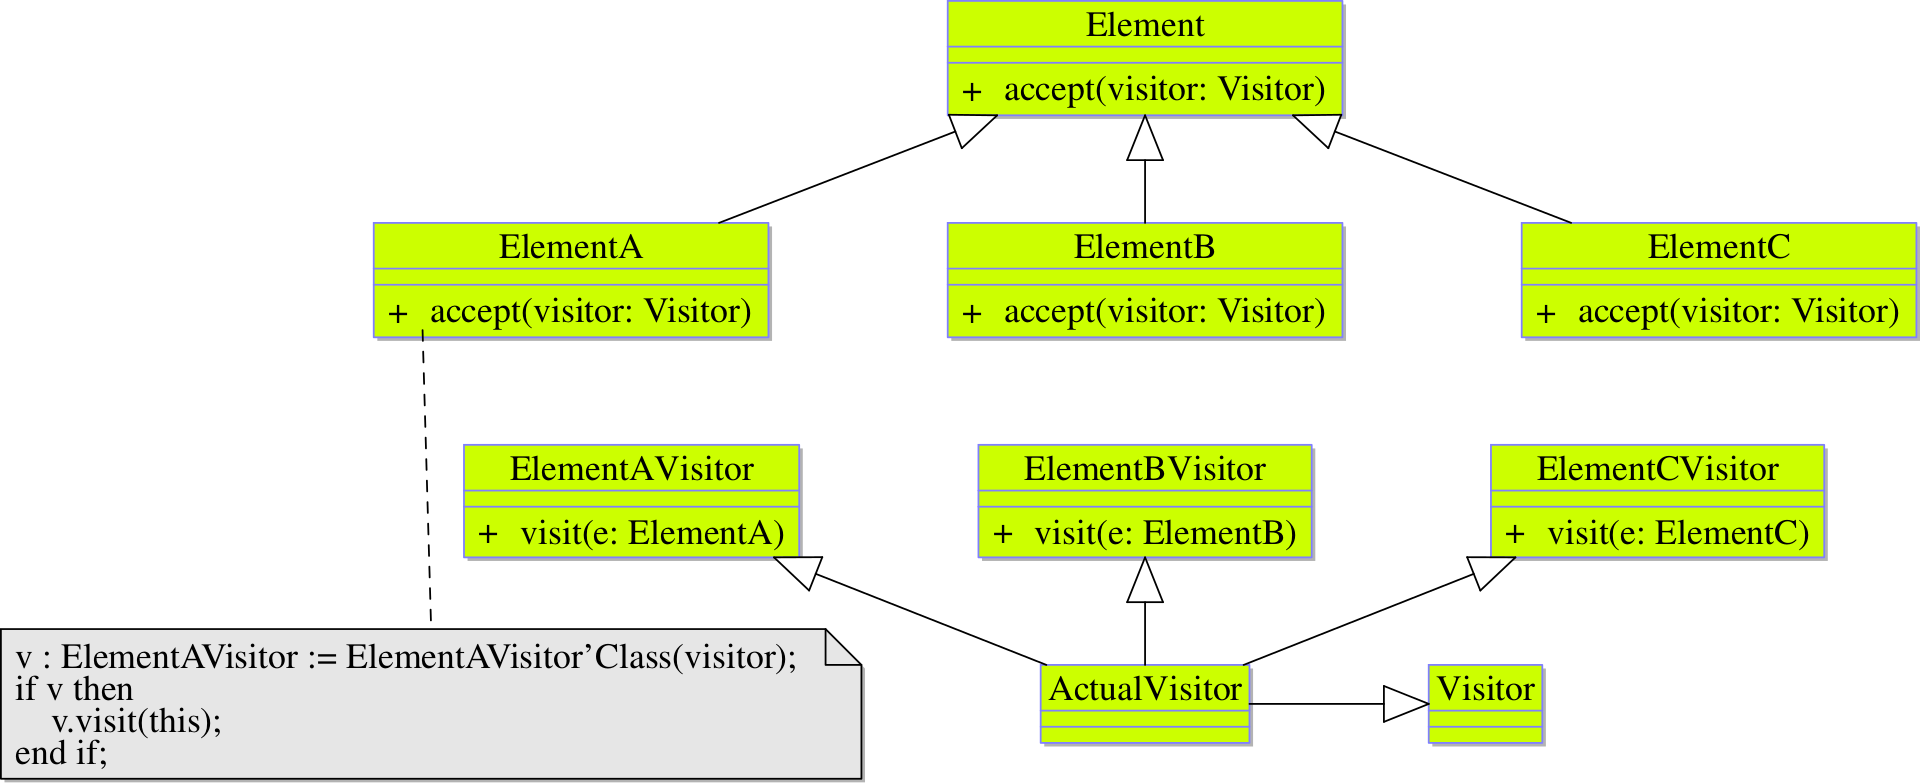 Element
+ accept(visitor: Visitor)
ElementA
+ accept(visitor: Visitor)
ElementB
+ accept(visitor: Visitor)
ElementC
+ accept(visitor: Visitor)
ElementAVisitor
+ visit(e: ElementA)
ElementBVisitor
+ visit(e: ElementB)
ElementCVisitor
+ visit(e: ElementC)
v : ElementAVisitor := ElementAVisitor’Class(visitor);
if v then
v.visit(this);
end if;
ActualVisitor
Visitor